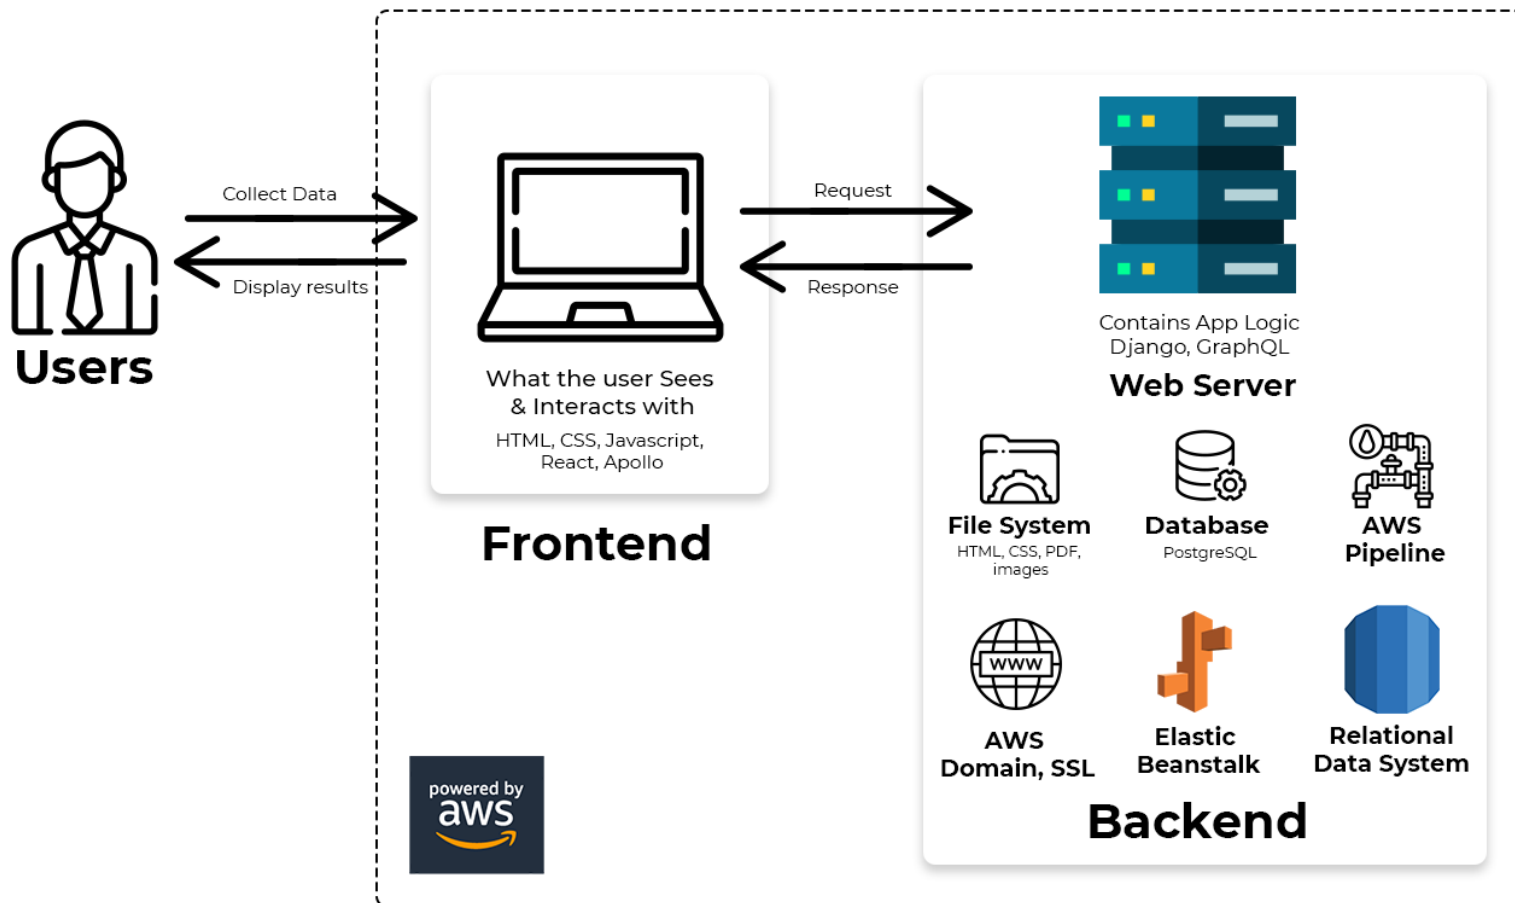 Collect Data
Display results
Users
What the user Sees
& Interacts with
HTML, CSS, Javascript,
React, Apollo
Frontend
Request
Response
Contains App Logic
Django, GraphQL
Web Server
File System
HTML, CSS, PDF,
images
Database
PostgreSQL
AWS
Pipeline
www
AWS
Domain, SSL
Elastic
Beanstalk
Relational
Data System
Backend
powered by
aws